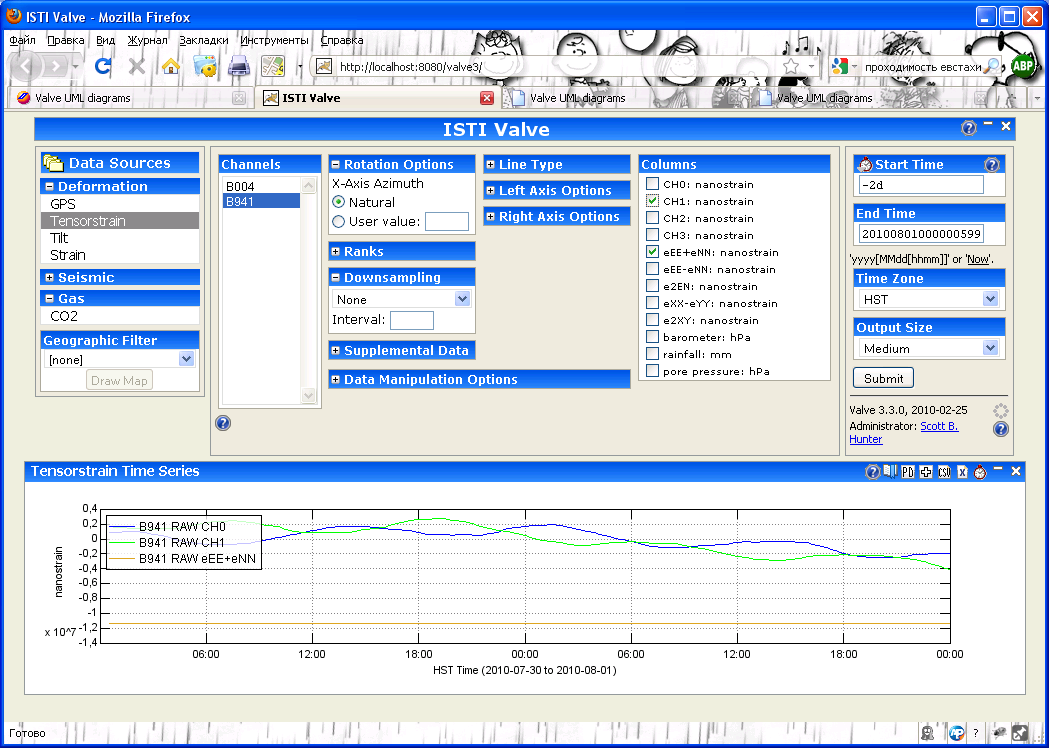 ISTI Valve - Mozilla Firefox
Файл Правка Вид Журнал Закладки Инструменты Справка
http://localhost:8080/valve3/
проходимость евстахи
ABP
Valve UML diagrams
ISTI Valve
Valve UML diagrams
Valve UML diagrams
ISTI Valve
Data Sources
Deformation
GPS
Tensorstrain
Tilt
Strain
Seismic
Gas
CO2
Geographic Filter
[none]
Draw Map
Channels
B004
B941
Rotation Options
X-Axis Azimuth
Natural
User value:
Ranks
Downsampling
None
Interval:
Supplemental Data
Data Manipulation Options
Line Type
Left Axis Options
Right Axis Options
Columns
CH0: nanostrain
CH1: nanostrain
CH2: nanostrain
CH3: nanostrain
eEE+eNN: nanostrain
eEE-eNN: nanostrain
e2EN: nanostrain
eXX-eYY: nanostrain
e2XY: nanostrain
barometer: hPa
rainfall: mm
pore pressure: hPa
Start Time
-2d
End Time
20100801000000599
'yyyy[MMdd[hhmm]]' or 'Now'.
Time Zone
HST
Output Size
Medium
Submit
Valve 3.3.0, 2010-02-25
Administrator: Scott B.
Hunter
Tensorstrain Time Series
PD
CSV
X
0,4
0,2
0
-0,2
-0,4
-0,6
-0,8
-1
-1,2
-1,4
x 10^7
nanostrain
B941 RAW CH0
B941 RAW CH1
B941 RAW eEE+eNN
06:00 12:00 18:00 00:00 06:00 12:00 18:00 00:00
HST Time (2010-07-30 to 2010-08-01)
Готово
AP
?